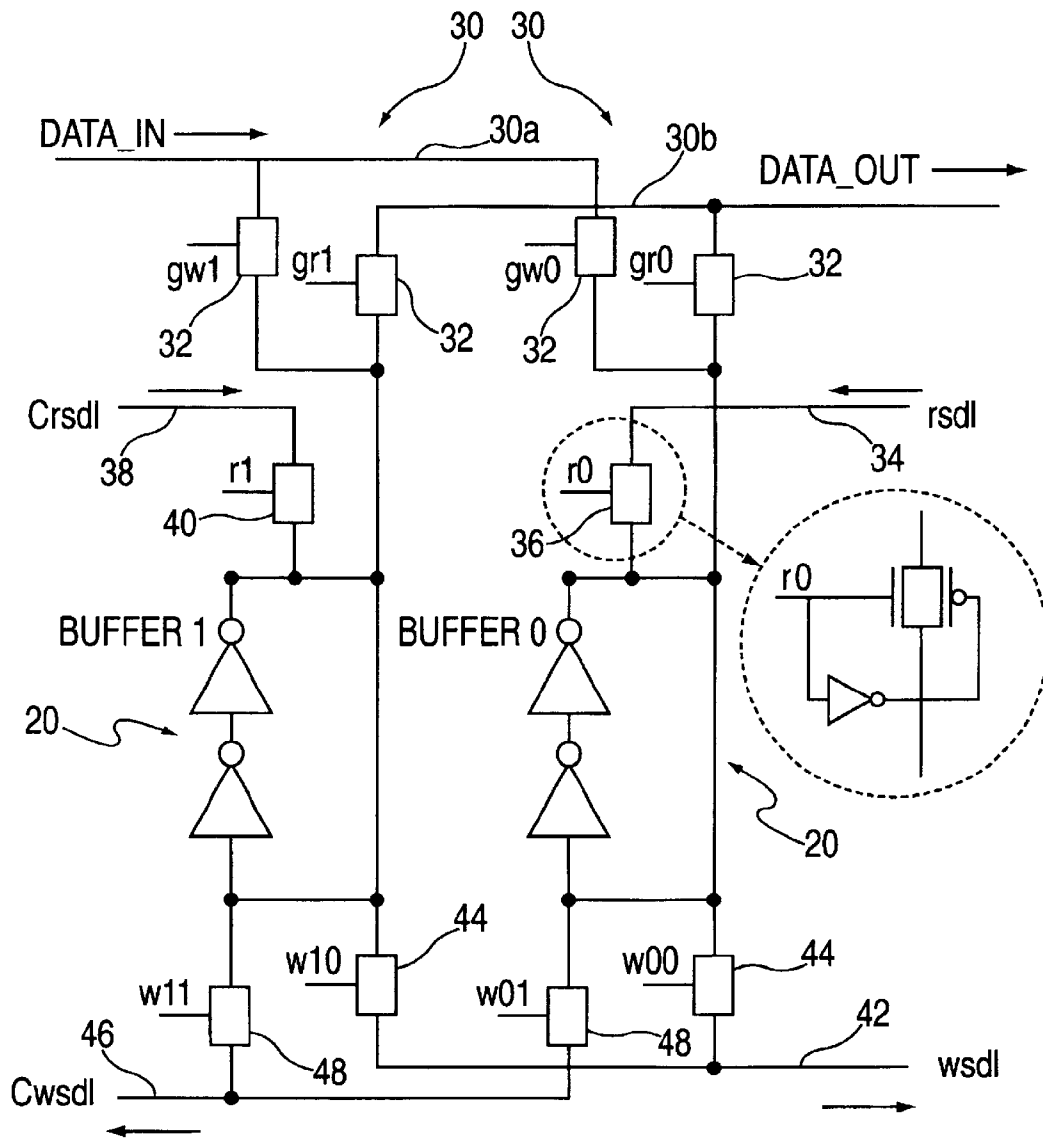 30 30
DATA_IN 30a
30b
DATA_OUT
gw1 gr1 gw0 gr0 32
32 32 32
Crsdl rsdl
38 34
r1 r0
40 36
r0
BUFFER 1 BUFFER 0
20
20
44 44
w10 w00
w11 w01
46 48 48 42
Cwsdl wsdl